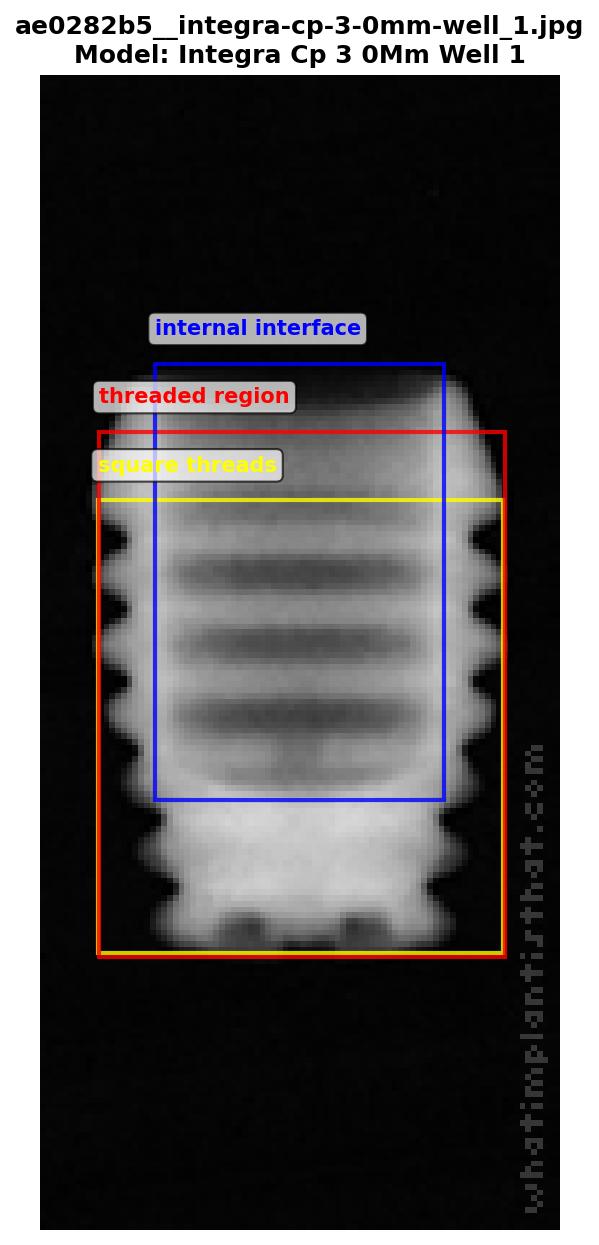 ae0282b5__integra-cp-3-0mm-well_1.jpg
Model: Integra Cp 3 0Mm Well 1
internal interface
threaded region
square threads
whatimplantisthat.com